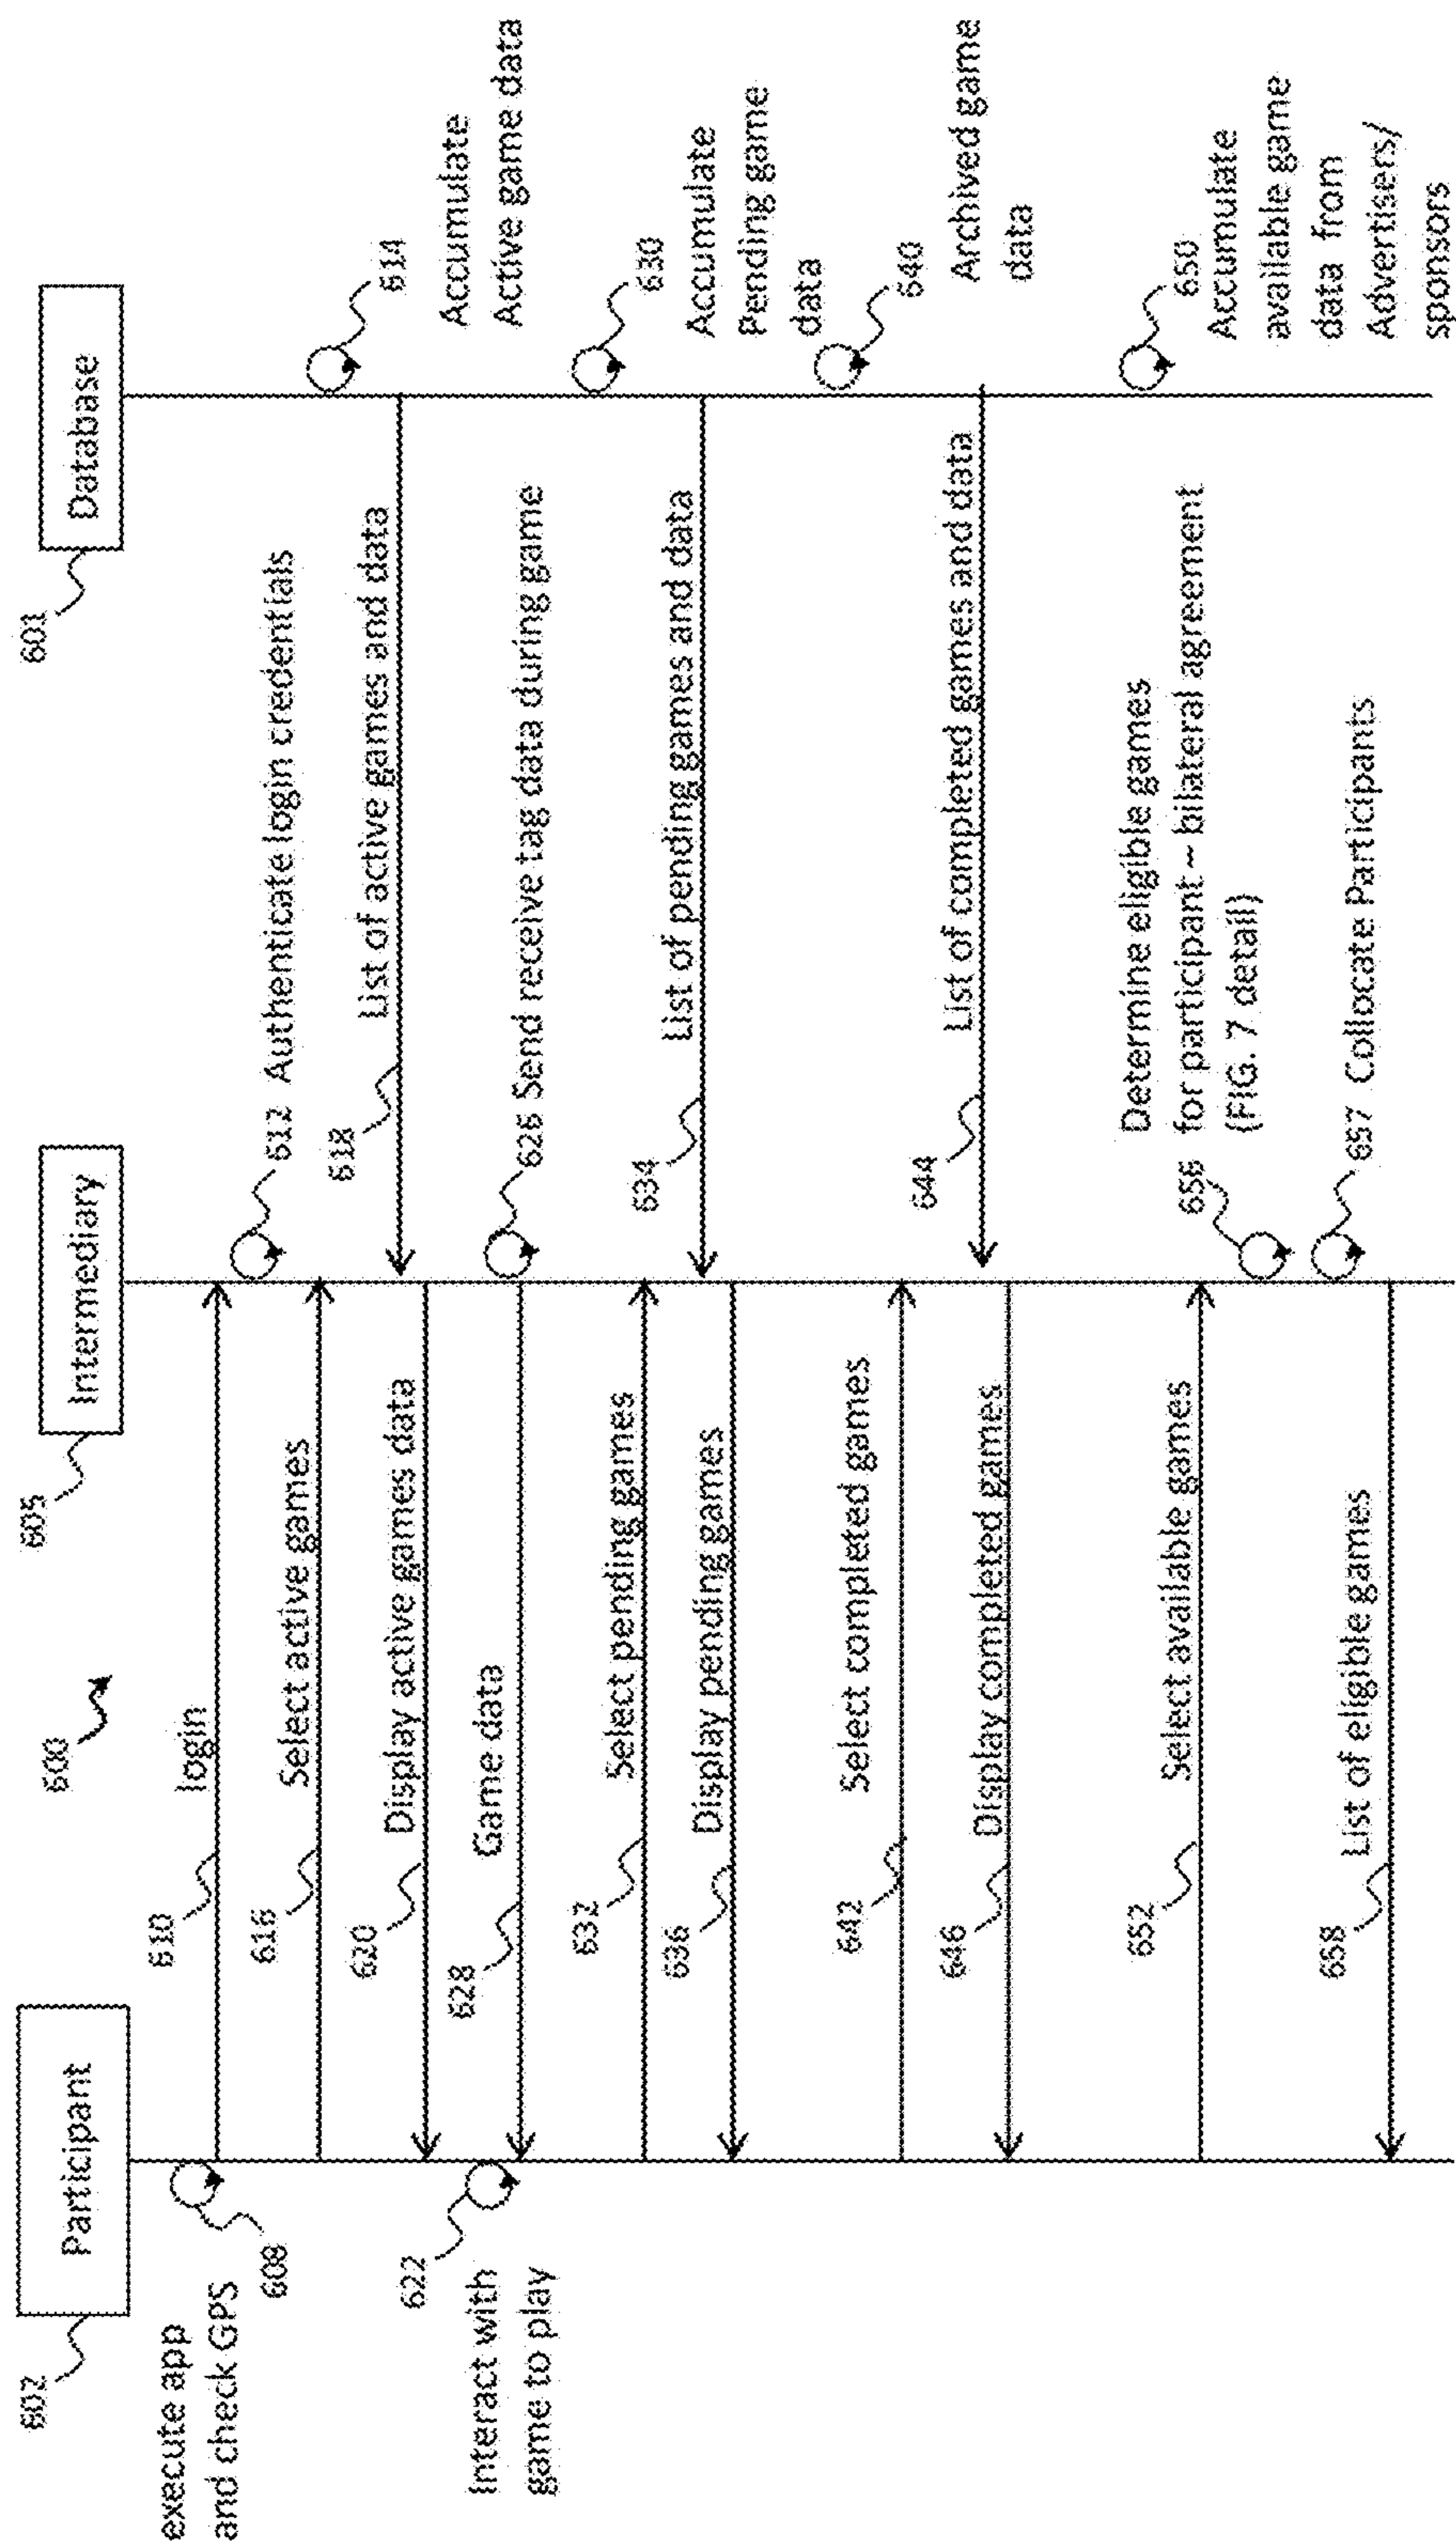 600
602
Participant
605
Intermediary
601
Database
execute app
and check GPS
608
610
login
612 Authenticate login credentials
614
Accumulate
Active game data
616
Select active games
618
List of active games and data
620
Display active games data
622
Interact with
game to play
626 Send receive tag data during game
628
Game data
630
Accumulate
Pending game
data
632
Select pending games
634
List of pending games and data
636
Display pending games
640
Archived game
data
642
Select completed games
644
List of completed games and data
646
Display completed games
650
Accumulate
available game
data from
Advertisers/
sponsors
652
Select available games
Determine eligible games
656 for participant ~ bilateral agreement
(FIG. 7 detail)
657 Collocate Participants
658
List of eligible games